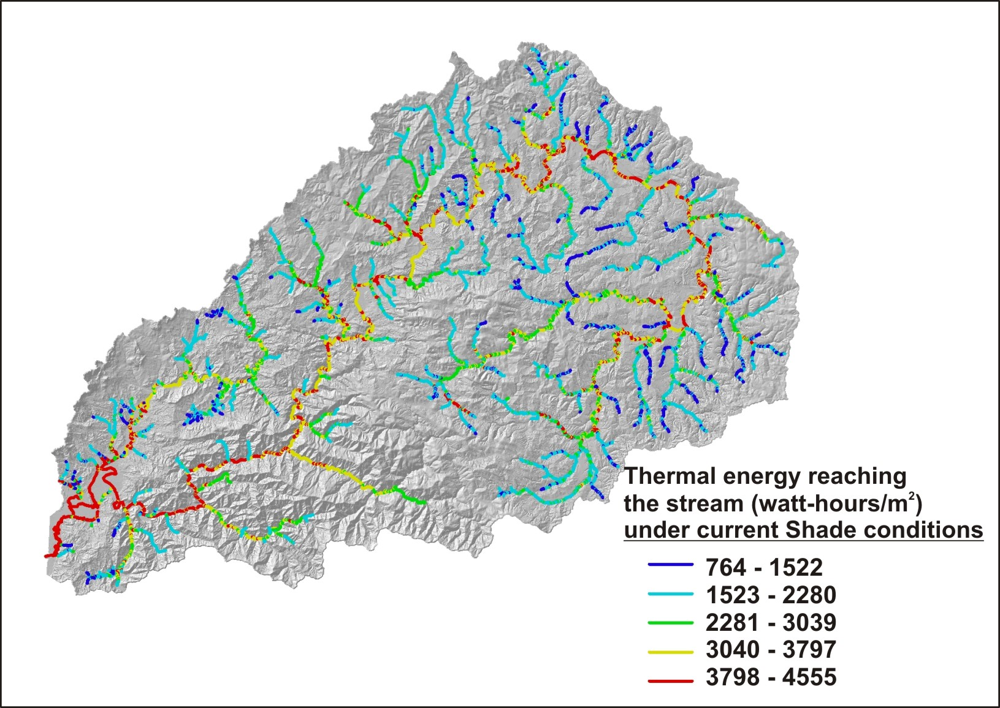 Thermal energy reaching
the stream (watt-hours/m²)
under current Shade conditions
764 - 1522
1523 - 2280
2281 - 3039
3040 - 3797
3798 - 4555